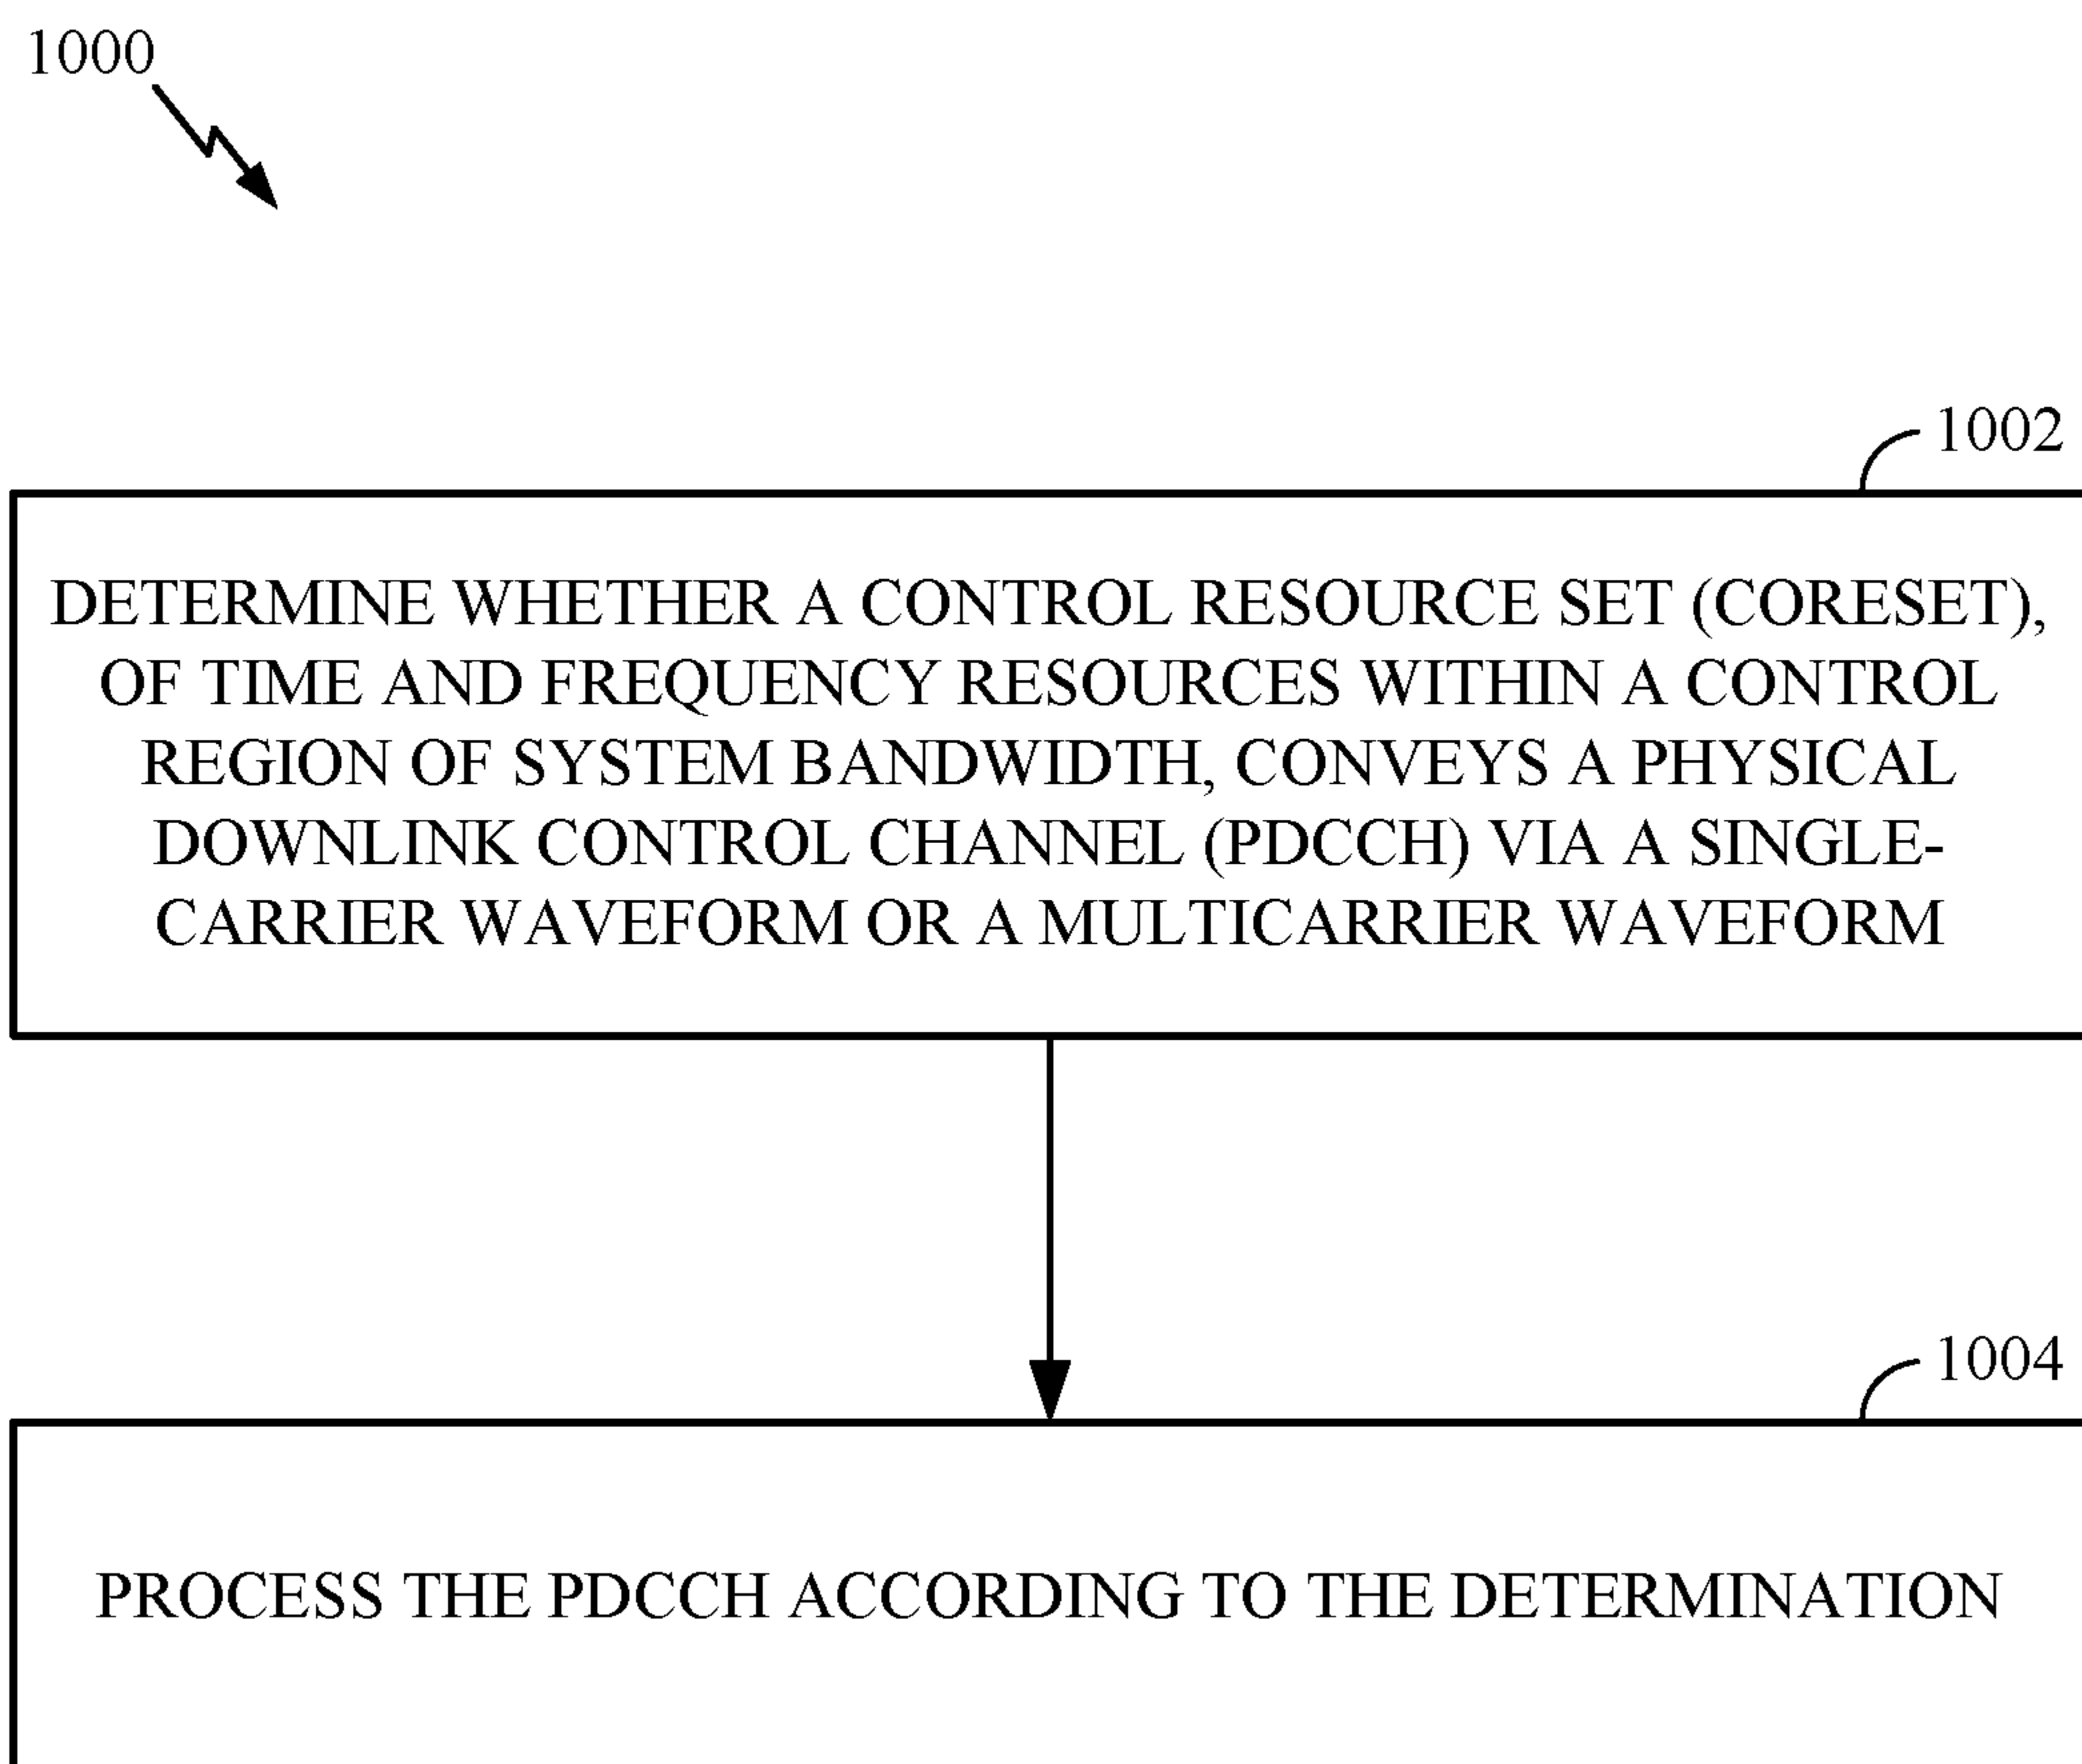 1000
1002
DETERMINE WHETHER A CONTROL RESOURCE SET (CORESET),
OF TIME AND FREQUENCY RESOURCES WITHIN A CONTROL
REGION OF SYSTEM BANDWIDTH, CONVEYS A PHYSICAL
DOWNLINK CONTROL CHANNEL (PDCCH) VIA A SINGLE-
CARRIER WAVEFORM OR A MULTICARRIER WAVEFORM
1004
PROCESS THE PDCCH ACCORDING TO THE DETERMINATION